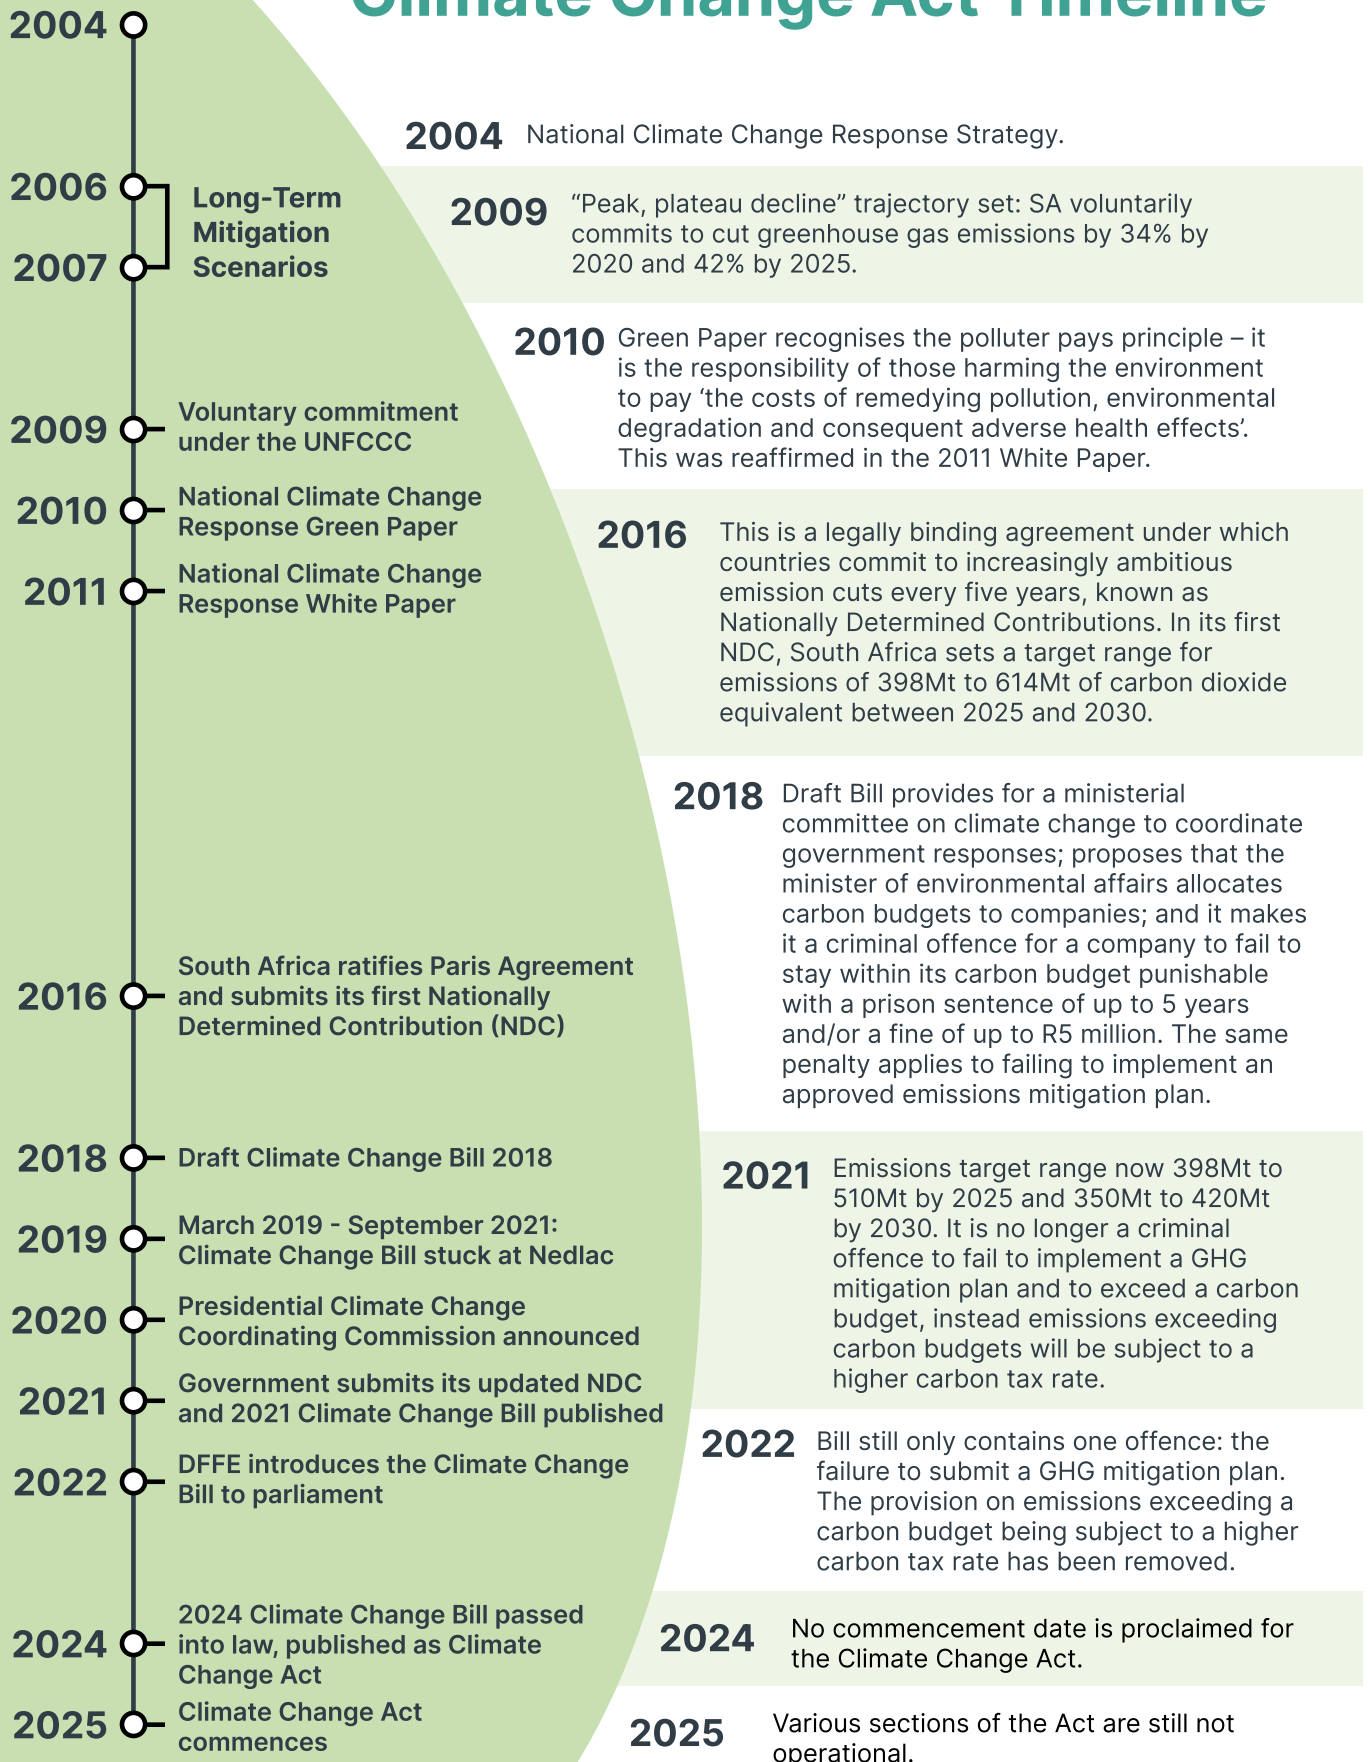 Climate Change Act Timeline
2004
2006
2007
Long-Term
Mitigation
Scenarios
2009
Voluntary commitment
under the UNFCCC
2010
National Climate Change
Response Green Paper
2011
National Climate Change
Response White Paper
2016
South Africa ratifies Paris Agreement
and submits its first Nationally
Determined Contribution (NDC)
2018
Draft Climate Change Bill 2018
2019
March 2019 - September 2021:
Climate Change Bill stuck at Nedlac
2020
Presidential Climate Change
Coordinating Commission announced
2021
Government submits its updated NDC
and 2021 Climate Change Bill published
2022
DFFE introduces the Climate Change
Bill to parliament
2024
2024 Climate Change Bill passed
into law, published as Climate
Change Act
2025
Climate Change Act
commences
2004 National Climate Change Response Strategy.
2009
“Peak, plateau decline” trajectory set: SA voluntarily
commits to cut greenhouse gas emissions by 34% by
2020 and 42% by 2025.
2010
Green Paper recognises the polluter pays principle – it
is the responsibility of those harming the environment
to pay ‘the costs of remedying pollution, environmental
degradation and consequent adverse health effects’.
This was reaffirmed in the 2011 White Paper.
2016
This is a legally binding agreement under which
countries commit to increasingly ambitious
emission cuts every five years, known as
Nationally Determined Contributions. In its first
NDC, South Africa sets a target range for
emissions of 398Mt to 614Mt of carbon dioxide
equivalent between 2025 and 2030.
2018
Draft Bill provides for a ministerial
committee on climate change to coordinate
government responses; proposes that the
minister of environmental affairs allocates
carbon budgets to companies; and it makes
it a criminal offence for a company to fail to
stay within its carbon budget punishable
with a prison sentence of up to 5 years
and/or a fine of up to R5 million. The same
penalty applies to failing to implement an
approved emissions mitigation plan.
2021
Emissions target range now 398Mt to
510Mt by 2025 and 350Mt to 420Mt
by 2030. It is no longer a criminal
offence to fail to implement a GHG
mitigation plan and to exceed a carbon
budget, instead emissions exceeding
carbon budgets will be subject to a
higher carbon tax rate.
2022
Bill still only contains one offence: the
failure to submit a GHG mitigation plan.
The provision on emissions exceeding a
carbon budget being subject to a higher
carbon tax rate has been removed.
2024
No commencement date is proclaimed for
the Climate Change Act.
2025
Various sections of the Act are still not
operational.